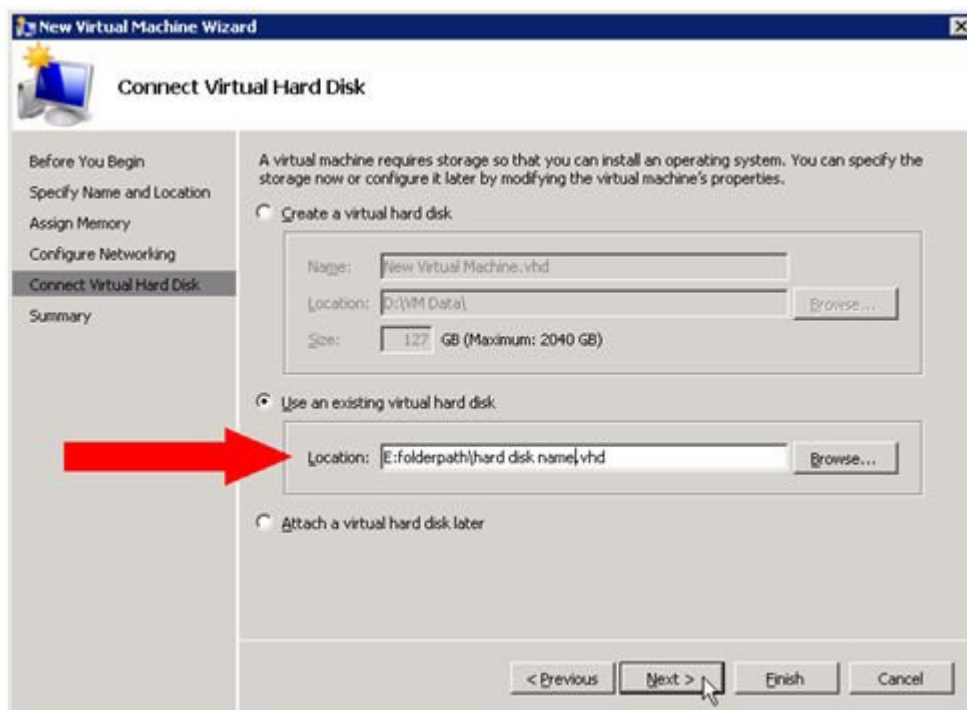 New Virtual Machine Wizard
Connect Virtual Hard Disk
Before You Begin
Specify Name and Location
Assign Memory
Configure Networking
Connect Virtual Hard Disk
Summary
A virtual machine requires storage so that you can install an operating system. You can specify the
storage now or configure it later by modifying the virtual machine's properties.
Create a virtual hard disk
Name: New Virtual Machine.vhd
Location: D:\VM Data\ Browse...
Size: 127 GB (Maximum: 2040 GB)
Use an existing virtual hard disk
Location: E:folderpath\hard disk name.vhd Browse...
Attach a virtual hard disk later
< Previous Next > Finish Cancel